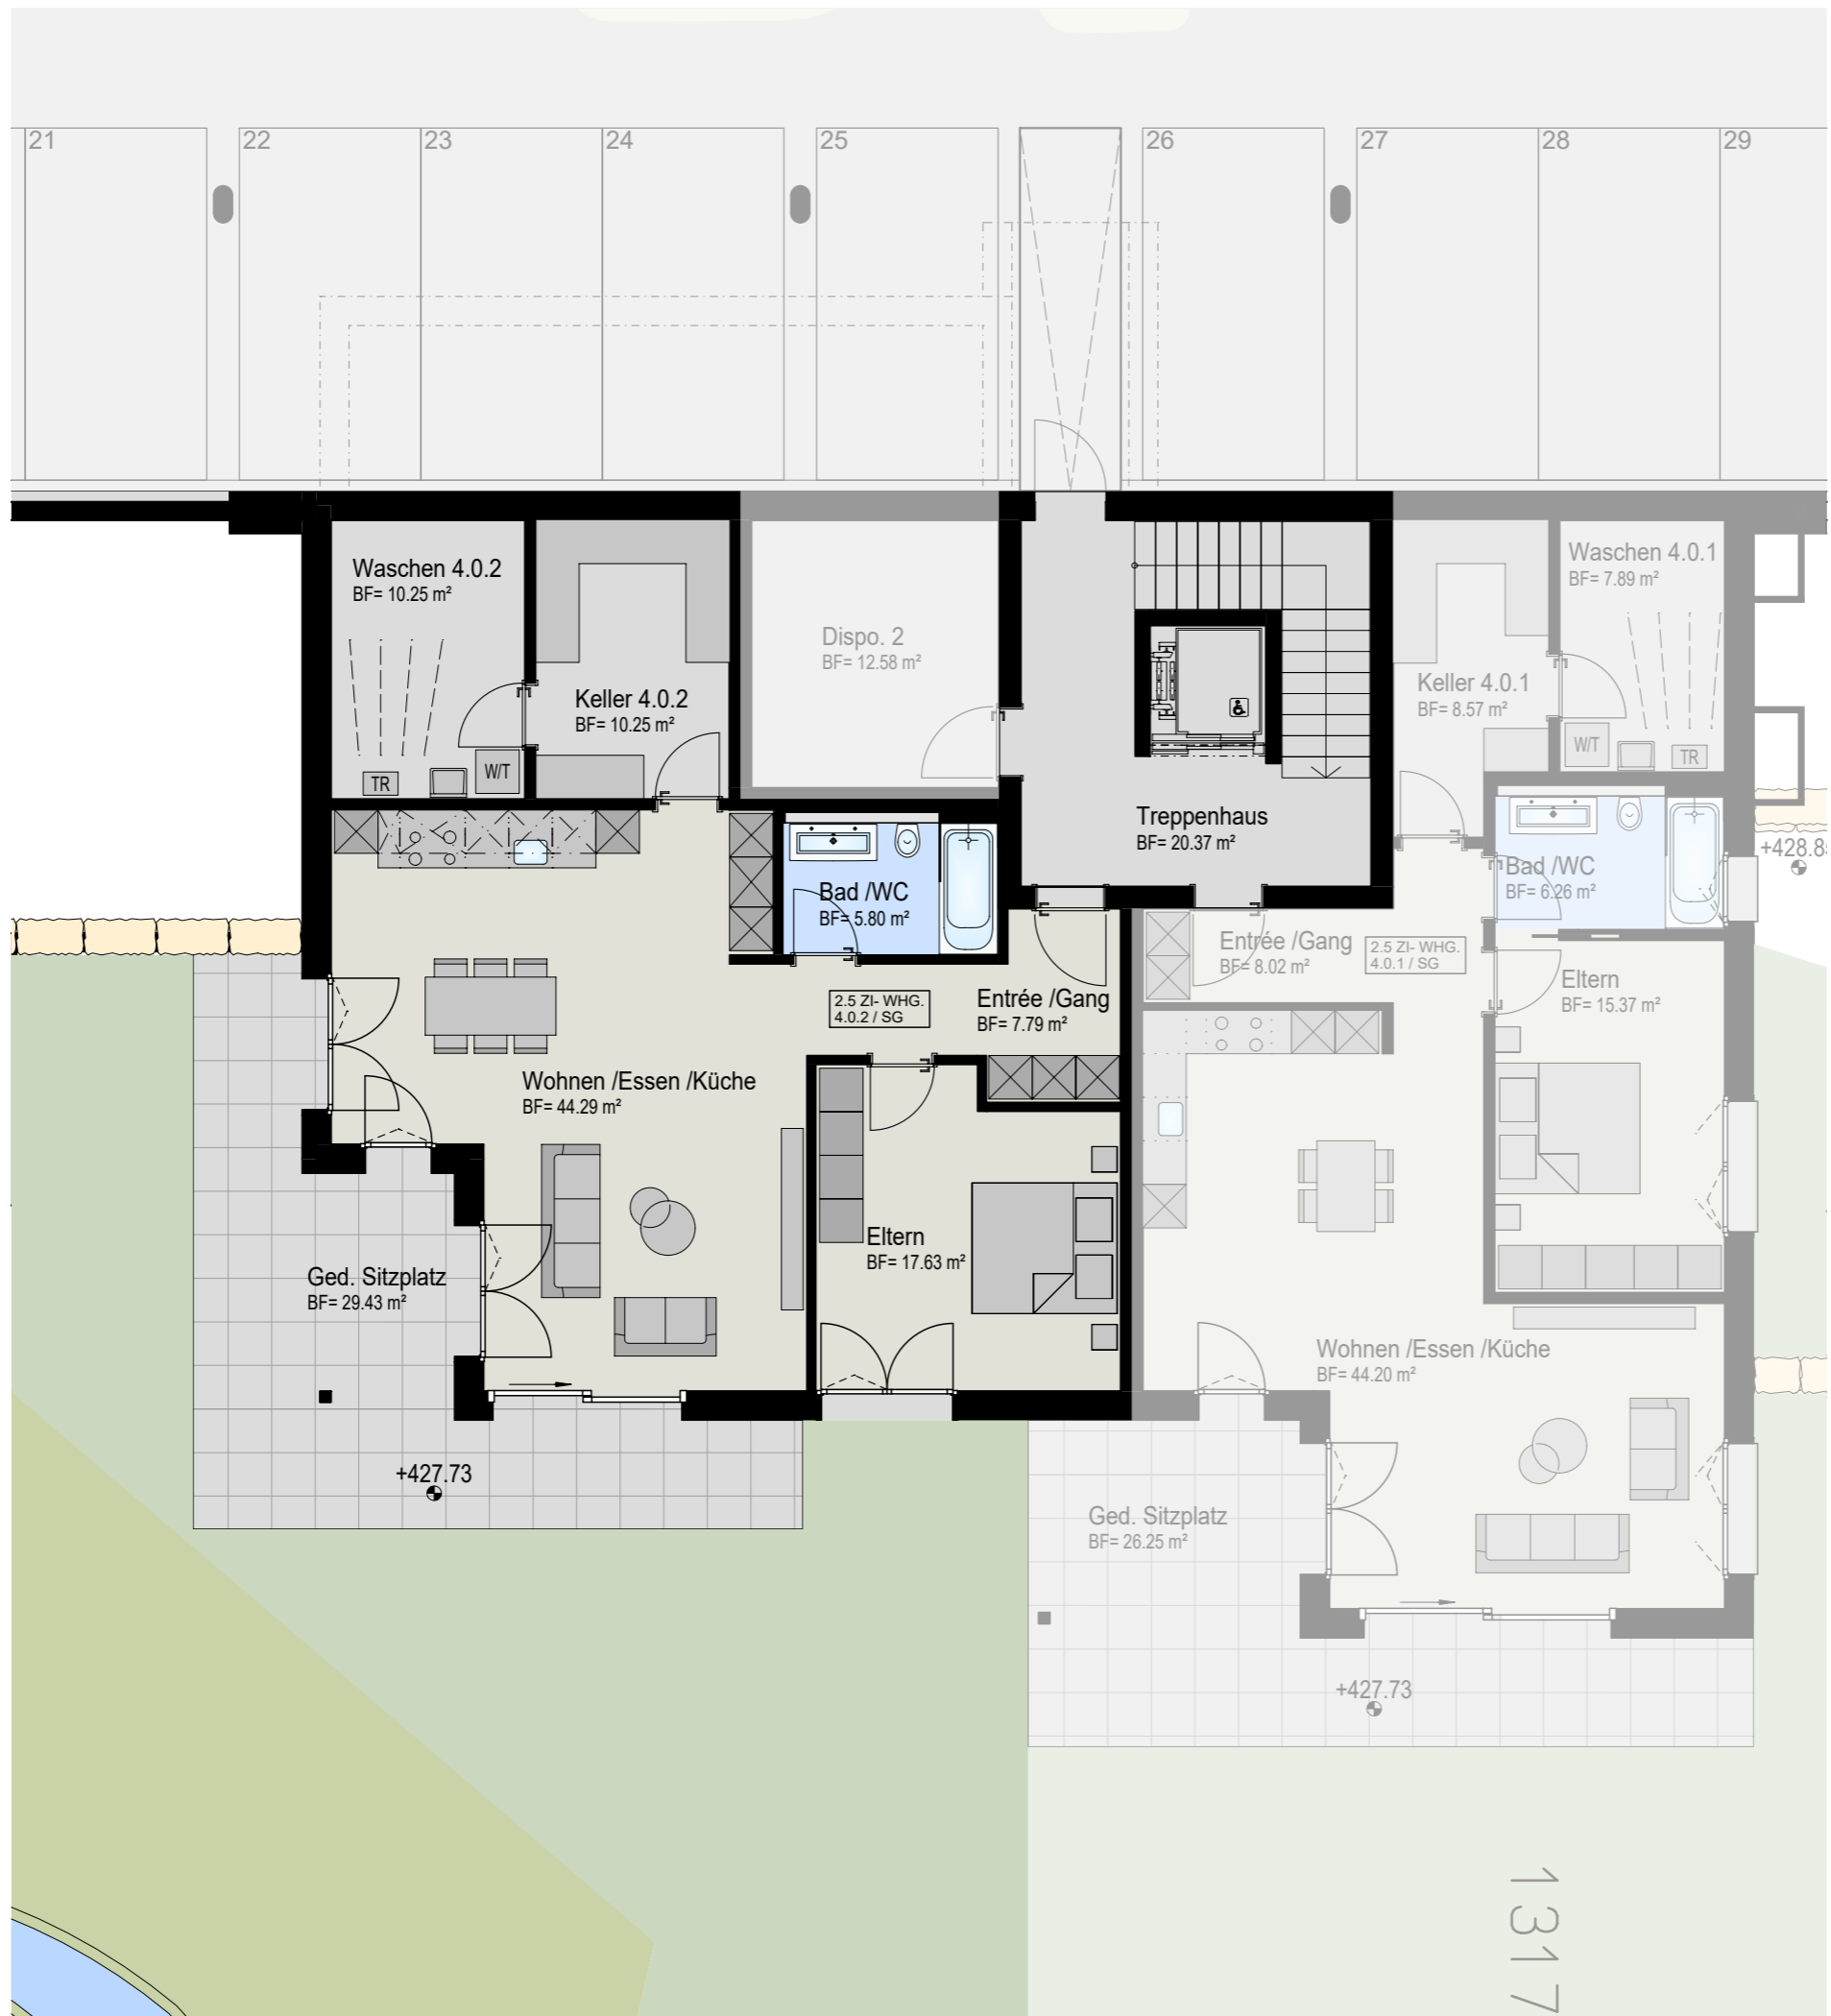 21
22
23
24
25
26
27
28
29
Waschen 4.0.2
BF= 10.25 m²
TR
W/T
Keller 4.0.2
BF= 10.25 m²
Dispo. 2
BF= 12.58 m²
Treppenhaus
BF= 20.37 m²
Keller 4.0.1
BF= 8.57 m²
Waschen 4.0.1
BF= 7.89 m²
W/T
TR
Bad /WC
BF= 5.80 m²
Bad /WC
BF= 6.26 m²
Entrée /Gang
BF= 7.79 m²
2.5 ZI- WHG.
4.0.2 / SG
Entrée /Gang
BF= 8.02 m²
2.5 ZI- WHG.
4.0.1 / SG
Eltern
BF= 15.37 m²
Wohnen /Essen /Küche
BF= 44.29 m²
Eltern
BF= 17.63 m²
Ged. Sitzplatz
BF= 29.43 m²
+427.73
Wohnen /Essen /Küche
BF= 44.20 m²
Ged. Sitzplatz
BF= 26.25 m²
+427.73
1317